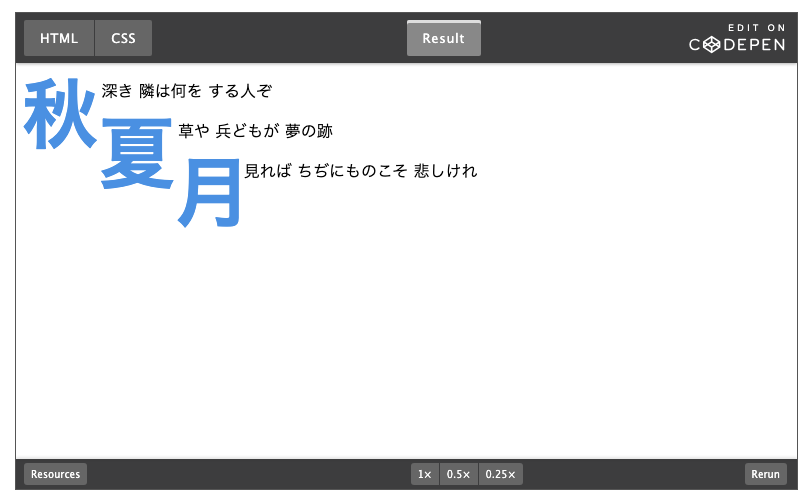 HTML CSS Result EDIT ON
CODEPEN
秋深き 隣は何を する人ぞ
夏草や 兵どもが 夢の跡
月見れば ちぢにものこそ 悲しけれ
Resources 1× 0.5× 0.25× Rerun